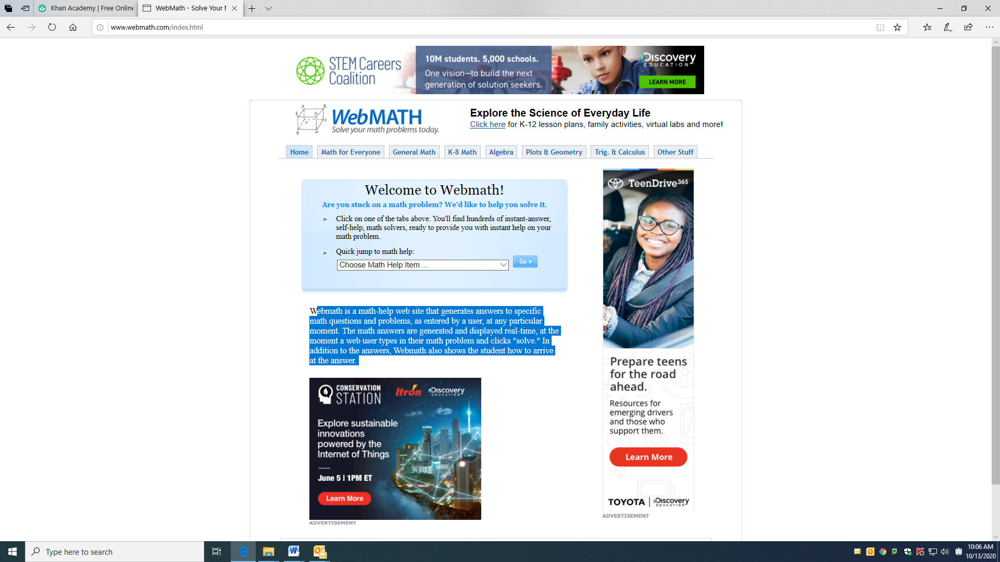 Khan Academy | Free Online
WebMath - Solve Your
www.webmath.com/index.html
STEM Careers
Coalition
10M students. 5,000 schools.
One vision—to build the next
generation of solution seekers.
Discovery
EDUCATION
LEARN MORE
A
B
D
E
C
F
E
H
WebMATH
Solve your math problems today.
Explore the Science of Everyday Life
Click here for K-12 lesson plans, family activities, virtual labs and more!
Home
Math for Everyone
General Math
K-8 Math
Algebra
Plots & Geometry
Trig. & Calculus
Other Stuff
Welcome to Webmath!
Are you stuck on a math problem? We'd like to help you solve it.
Click on one of the tabs above. You'll find hundreds of instant-answer,
self-help, math solvers, ready to provide you with instant help on your
math problem.
Quick jump to math help:
Choose Math Help Item ...
Go
Webmath is a math-help web site that generates answers to specific
math questions and problems, as entered by a user, at any particular
moment. The math answers are generated and displayed real-time, at the
moment a web user types in their math problem and clicks "solve." In
addition to the answers, Webmath also shows the student how to arrive
at the answer.
CONSERVATION
STATION
Itron
Discovery
EDUCATION
Explore sustainable
innovations
powered by the
Internet of Things
June 5 | 1PM ET
Learn More
ADVERTISEMENT
TeenDrive365
Prepare teens
for the road
ahead.
Resources for
emerging drivers
and those who
support them.
Learn More
TOYOTA | Discovery
EDUCATION
ADVERTISEMENT
Type here to search
10:06 AM
10/13/2020